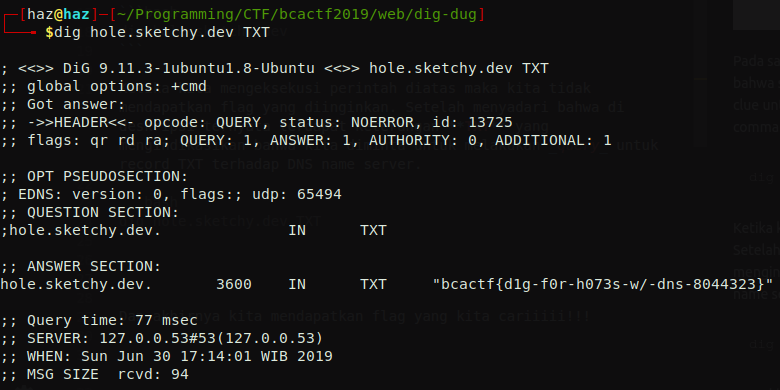 ┌─[haz@haz]─[~/Programming/CTF/bcactf2019/web/dig-dug]
└──╼ $dig hole.sketchy.dev TXT
; <<>> DiG 9.11.3-1ubuntu1.8-Ubuntu <<>> hole.sketchy.dev TXT
;; global options: +cmd
;; Got answer:
;; ->>HEADER<<- opcode: QUERY, status: NOERROR, id: 13725
;; flags: qr rd ra; QUERY: 1, ANSWER: 1, AUTHORITY: 0, ADDITIONAL: 1
;; OPT PSEUDOSECTION:
; EDNS: version: 0, flags:; udp: 65494
;; QUESTION SECTION:
;hole.sketchy.dev. IN TXT
;; ANSWER SECTION:
hole.sketchy.dev. 3600 IN TXT "bcactf{d1g-f0r-h073s-w/-dns-8044323}"
;; Query time: 77 msec
;; SERVER: 127.0.0.53#53(127.0.0.53)
;; WHEN: Sun Jun 30 17:14:01 WIB 2019
;; MSG SIZE rcvd: 94